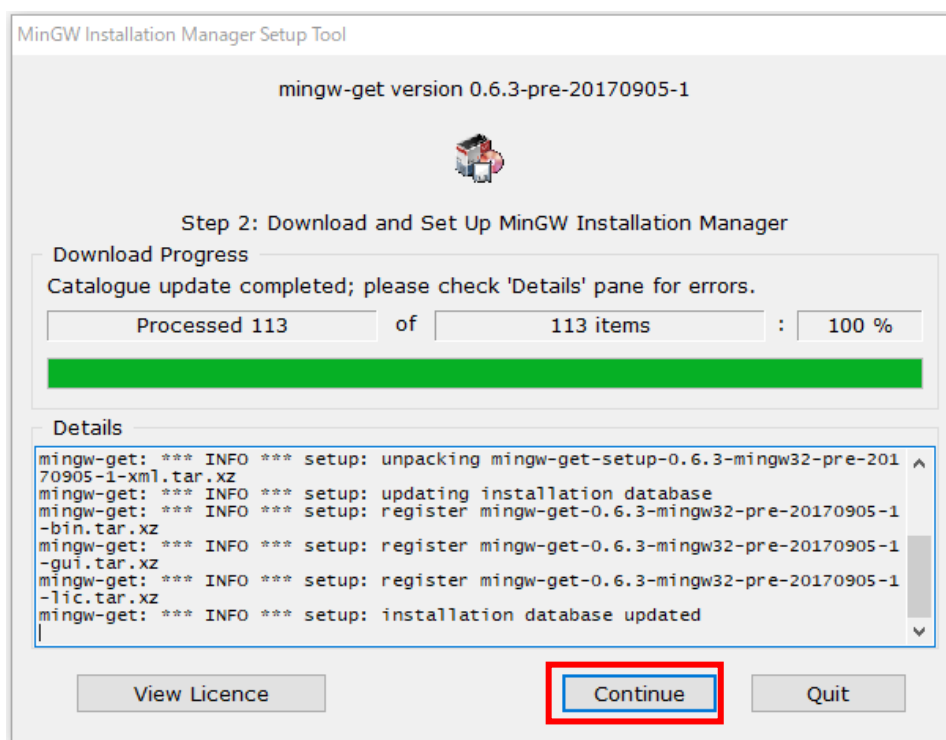 MinGW Installation Manager Setup Tool
mingw-get version 0.6.3-pre-20170905-1
Step 2: Download and Set Up MinGW Installation Manager
Download Progress
Catalogue update completed; please check 'Details' pane for errors.
Processed 113 of 113 items : 100 %
Details
mingw-get: *** INFO *** setup: unpacking mingw-get-setup-0.6.3-mingw32-pre-201
70905-1-xml.tar.xz
mingw-get: *** INFO *** setup: updating installation database
mingw-get: *** INFO *** setup: register mingw-get-0.6.3-mingw32-pre-20170905-1
-bin.tar.xz
mingw-get: *** INFO *** setup: register mingw-get-0.6.3-mingw32-pre-20170905-1
-gui.tar.xz
mingw-get: *** INFO *** setup: register mingw-get-0.6.3-mingw32-pre-20170905-1
-lic.tar.xz
mingw-get: *** INFO *** setup: installation database updated
View Licence Continue Quit